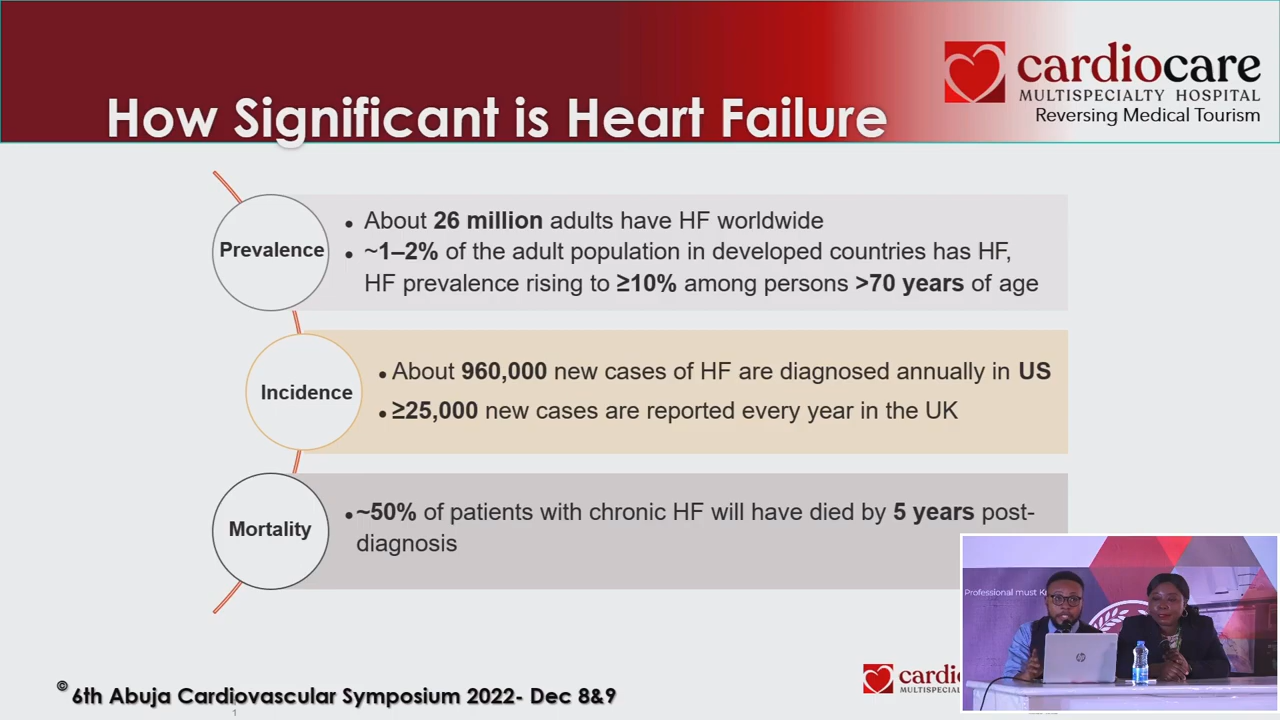 How Significant is Heart Failure
cardiocare
MULTISPECIALTY HOSPITAL
Reversing Medical Tourism
Prevalence
• About 26 million adults have HF worldwide
• ~1–2% of the adult population in developed countries has HF,
HF prevalence rising to ≥10% among persons >70 years of age
Incidence
• About 960,000 new cases of HF are diagnosed annually in US
• ≥25,000 new cases are reported every year in the UK
Mortality
• ~50% of patients with chronic HF will have died by 5 years post-
diagnosis
Professional must
hp
© 6th Abuja Cardiovascular Symposium 2022- Dec 8&9
1